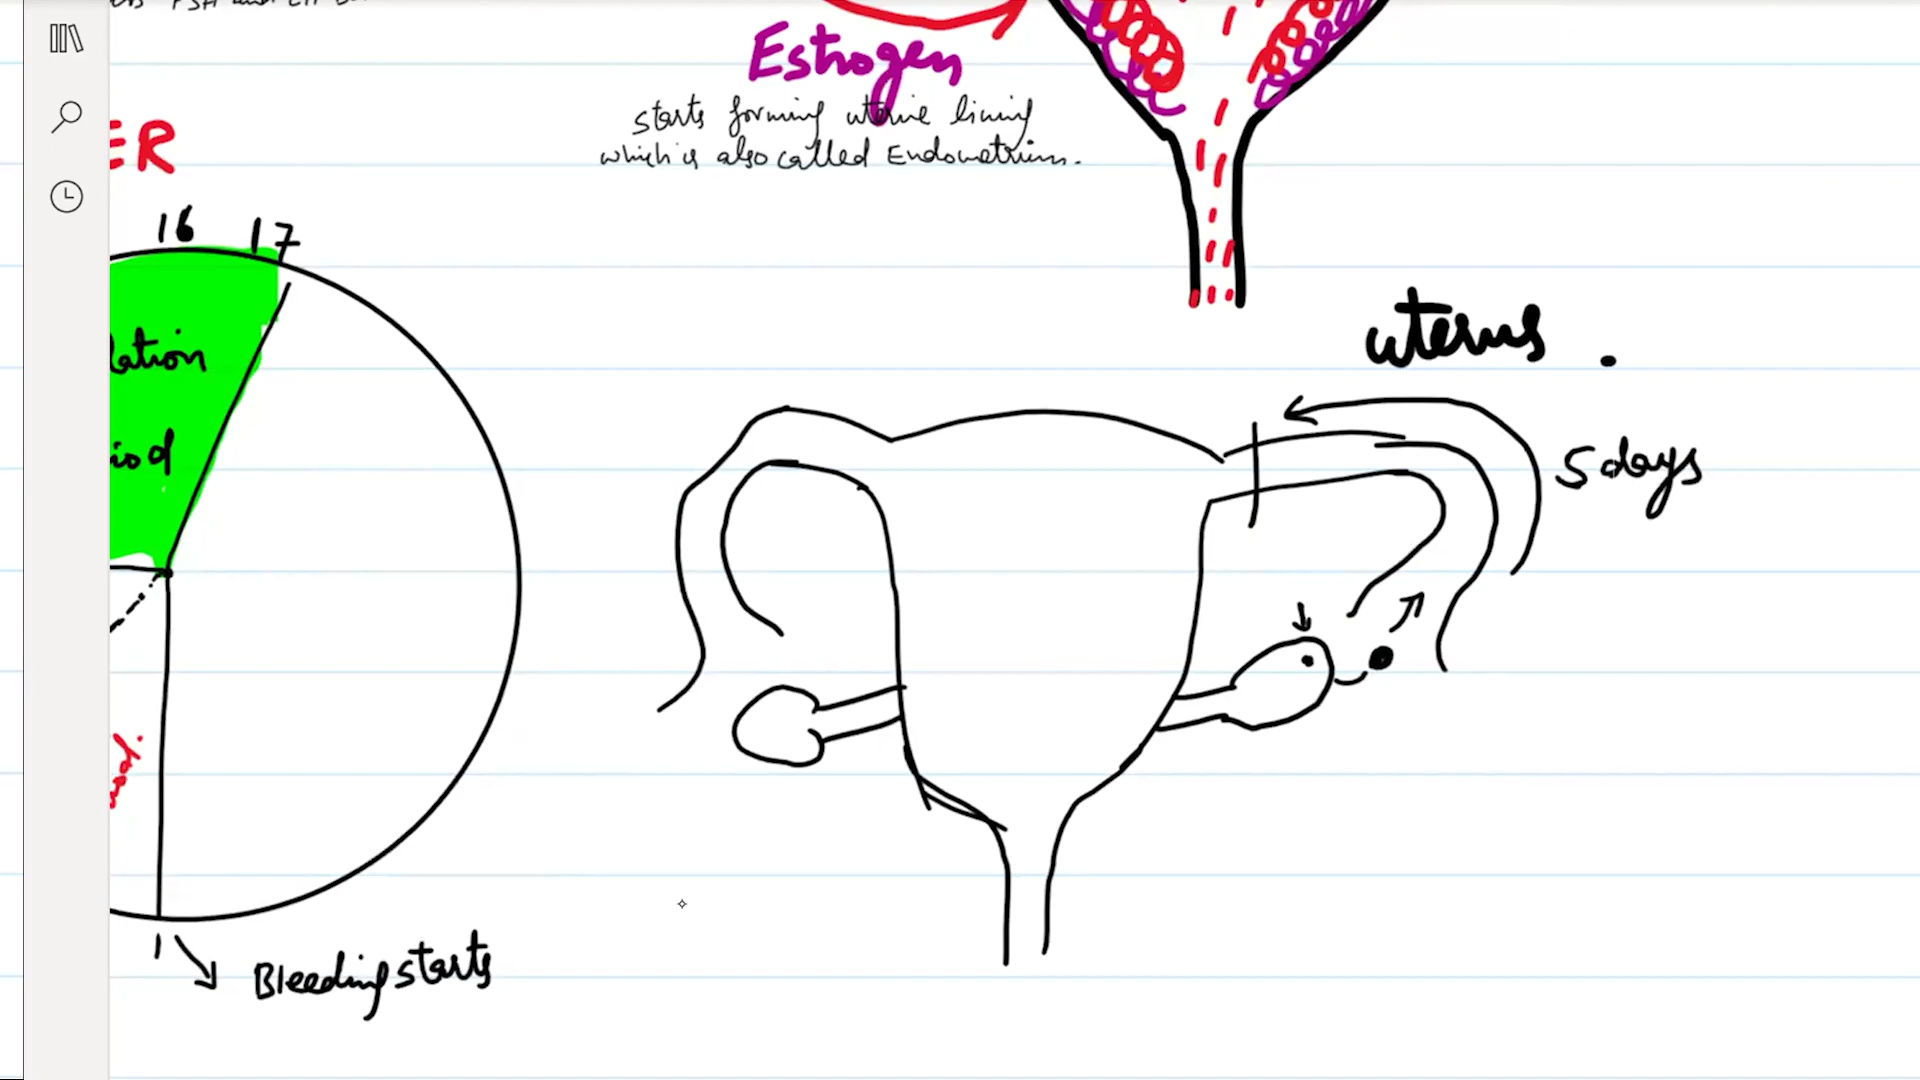 Estrogen
starts forming uterine lining
which is also called Endometrium.
ER
16 17
lation
iod
uterus.
5 days
1
Bleeding starts